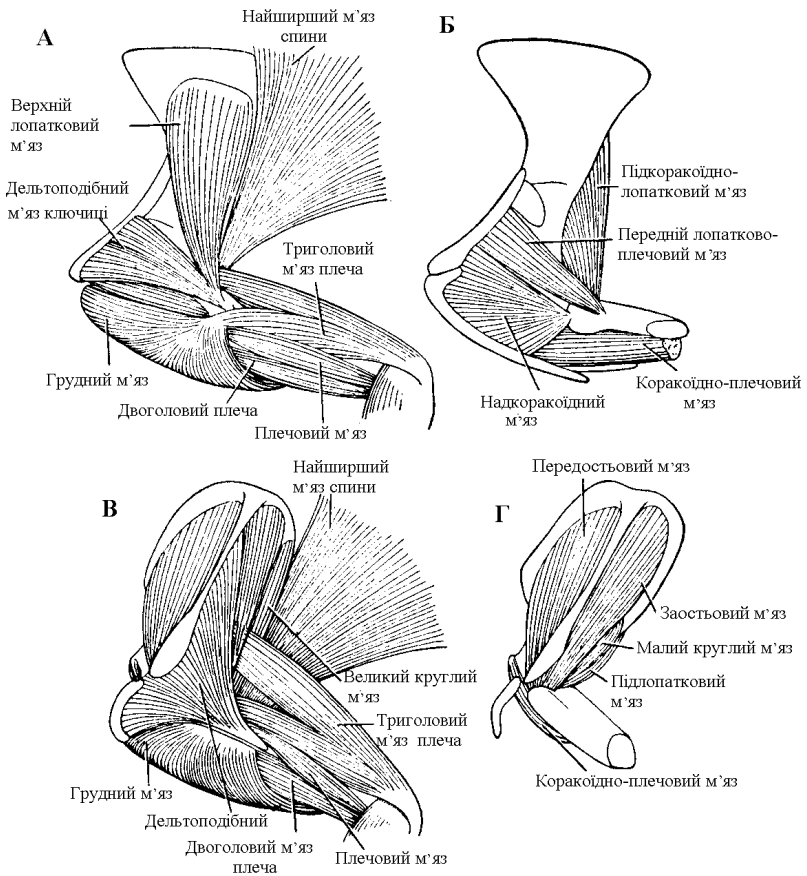 А
Найширший м’яз
спини
Верхній
лопатковий
м’яз
Дельтоподібний
м’яз ключиці
Триголовий
м’яз плеча
Грудний м’яз
Двоголовий плеча
Плечовий м’яз
Б
Підкоракоїдно-
лопатковий м’яз
Передній лопатково-
плечовий м’яз
Коракоїдно-плечовий
м’яз
Надкоракоїдний
м’яз
В
Найширший
м’яз спини
Великий круглий
м’яз
Триголовий
м’яз плеча
Грудний м’яз
Дельтоподібний
Двоголовий м’яз
плеча
Плечовий м’яз
Г
Передостьовий м’яз
Заостьовий м’яз
Малий круглий м’яз
Підлопатковий
м’яз
Коракоїдно-плечовий м’яз